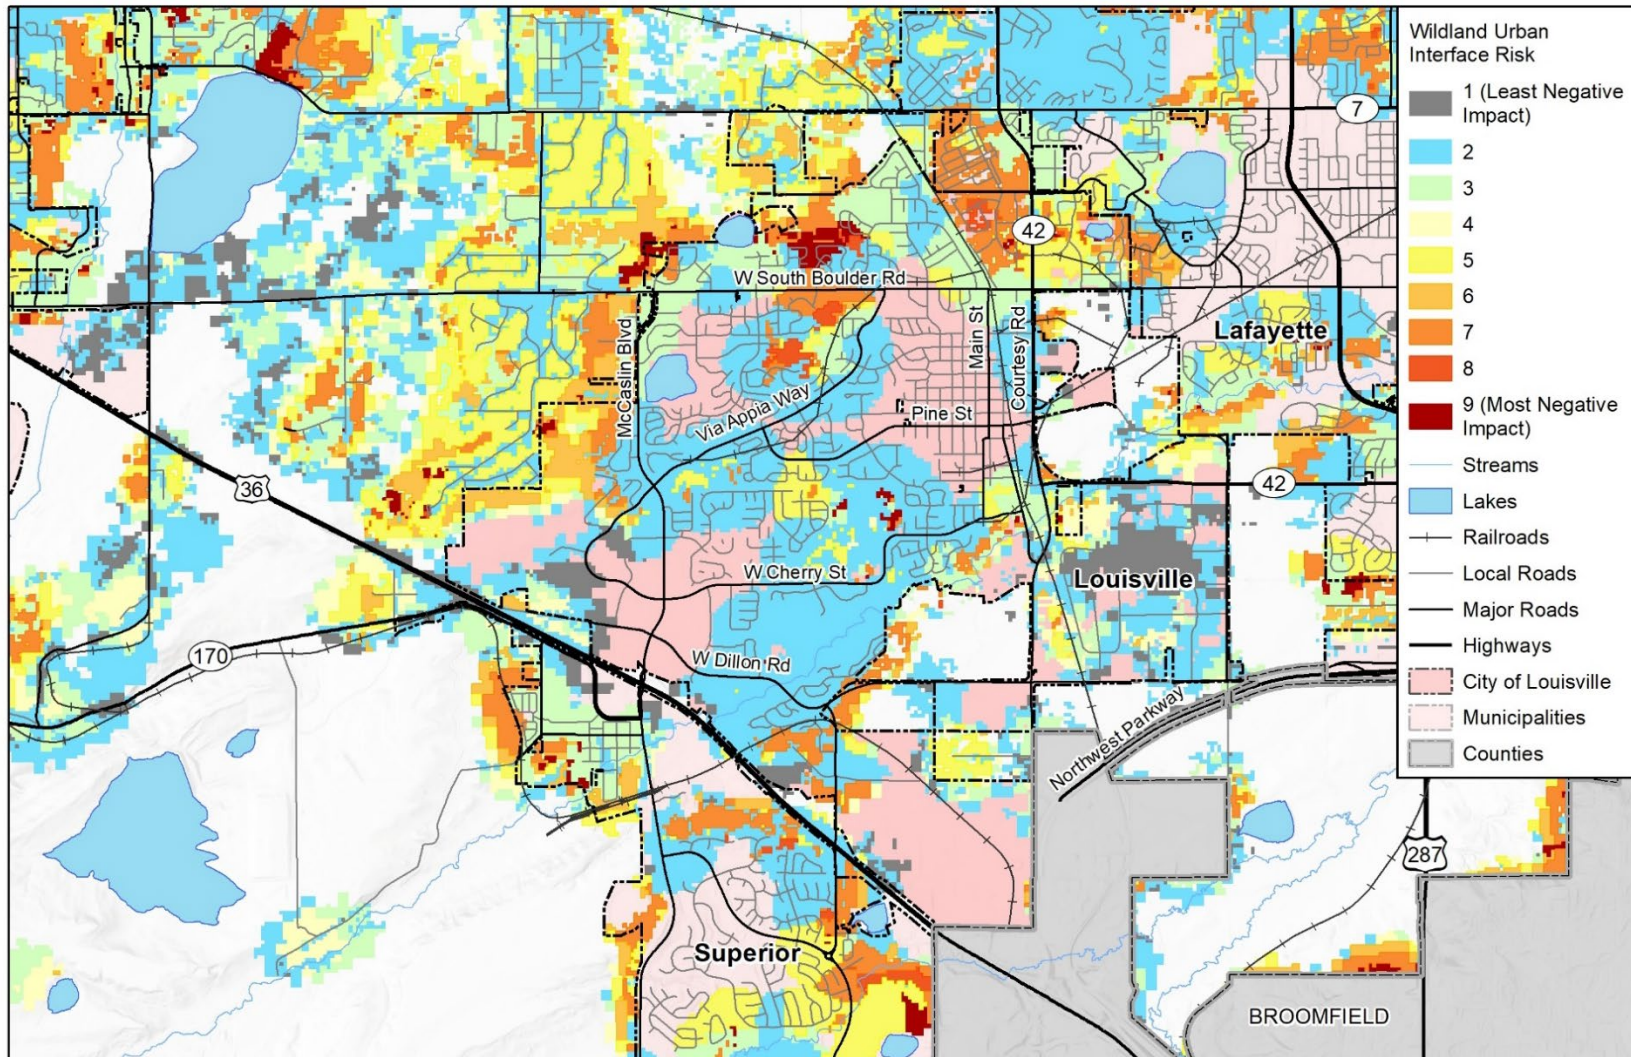 Wildland Urban
Interface Risk
1 (Least Negative
Impact)
2
3
4
5
6
7
8
9 (Most Negative
Impact)
Streams
Lakes
Railroads
Local Roads
Major Roads
Highways
City of Louisville
Municipalities
Counties
7
42
W South Boulder Rd
McCaslin Blvd
Main St
Courtesy Rd
Lafayette
Via Appia Way
Pine St
36
42
W Cherry St
Louisville
170
W Dillon Rd
Northwest Parkway
287
Superior
BROOMFIELD